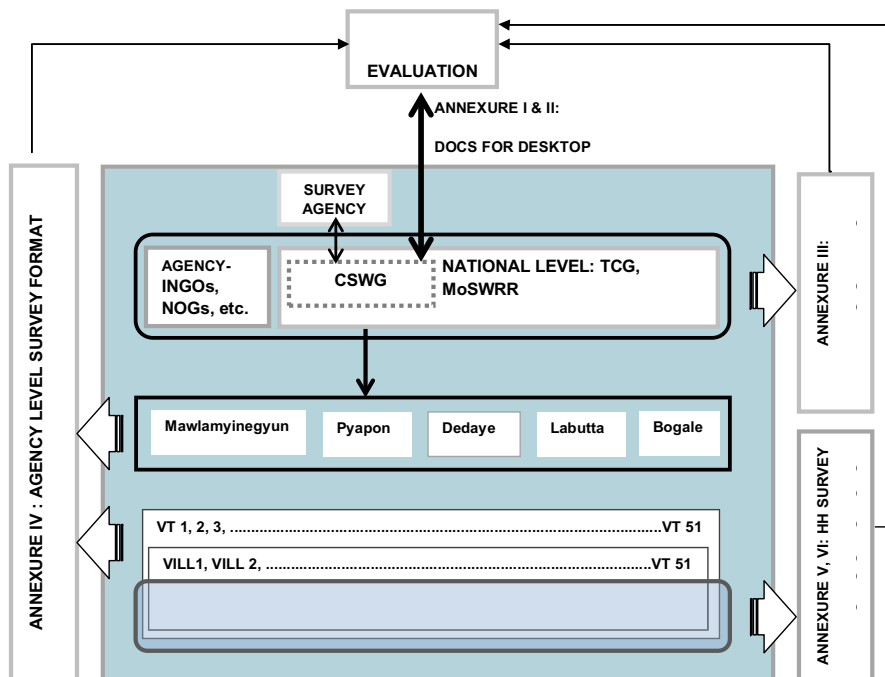 EVALUATION
ANNEXURE I & II:
DOCS FOR DESKTOP
SURVEY
AGENCY
AGENCY-
INGOs,
NOGs, etc.
CSWG
NATIONAL LEVEL: TCG,
MoSWRR
Mawlamyinegyun
Pyapon
Dedaye
Labutta
Bogale
VT 1, 2, 3, ..........................................................................................................VT 51
VILL1, VILL 2, ..............................................................................................VT 51
ANNEXURE IV : AGENCY LEVEL SURVEY FORMAT
ANNEXURE III:
ANNEXURE V, VI: HH SURVEY